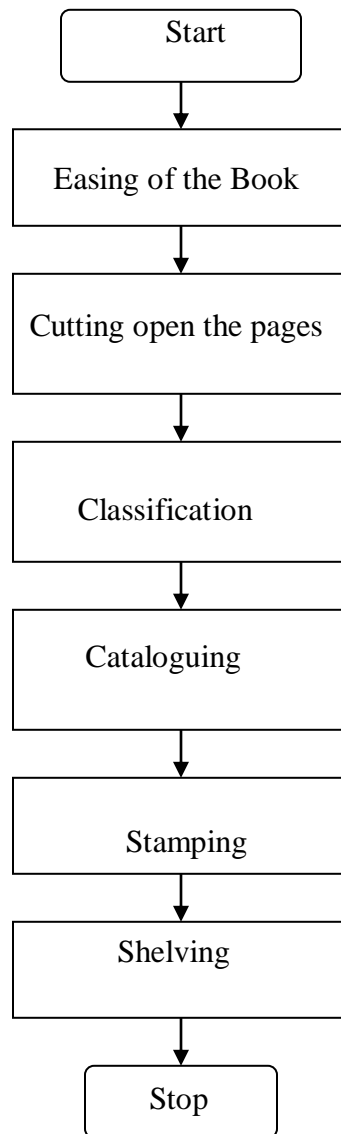 Start
Easing of the Book
Cutting open the pages
Classification
Cataloguing
Stamping
Shelving
Stop